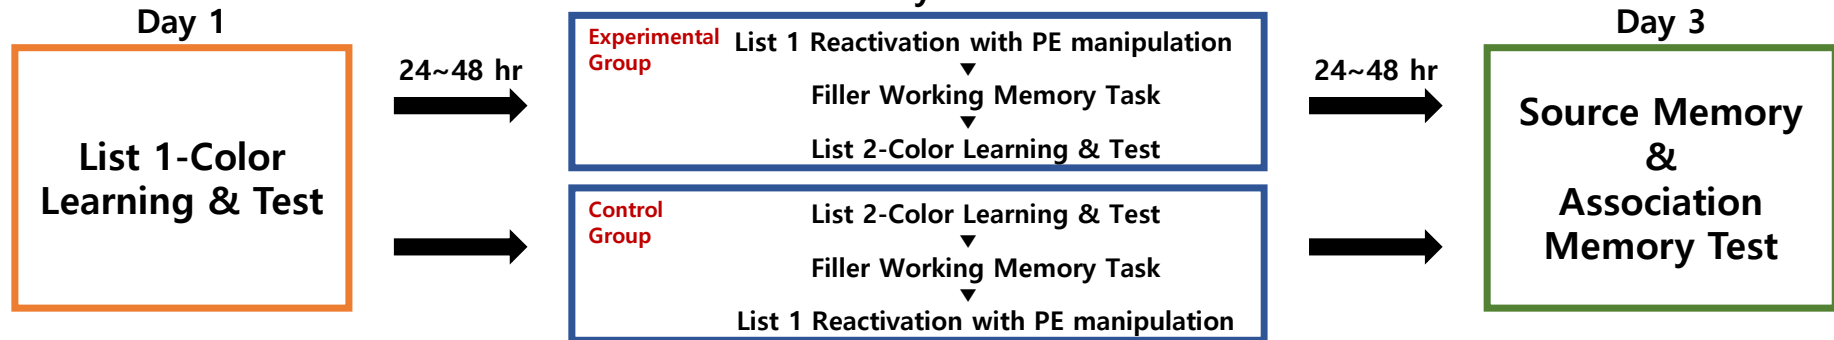 Day 1
List 1-Color
Learning & Test
24~48 hr
Experimental
Group
List 1 Reactivation with PE manipulation
▼
Filler Working Memory Task
▼
List 2-Color Learning & Test
Control
Group
List 2-Color Learning & Test
▼
Filler Working Memory Task
▼
List 1 Reactivation with PE manipulation
24~48 hr
Day 3
Source Memory
&
Association
Memory Test